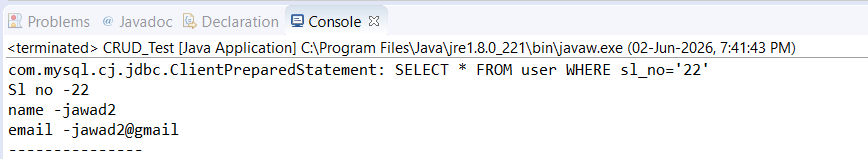 Problems @ Javadoc Declaration Console
<terminated> CRUD_Test [Java Application] C:\Program Files\Java\jre1.8.0_221\bin\javaw.exe (02-Jun-2026, 7:41:43 PM)
com.mysql.cj.jdbc.ClientPreparedStatement: SELECT * FROM user WHERE sl_no='22'
Sl no -22
name -jawad2
email -jawad2@gmail
---------------